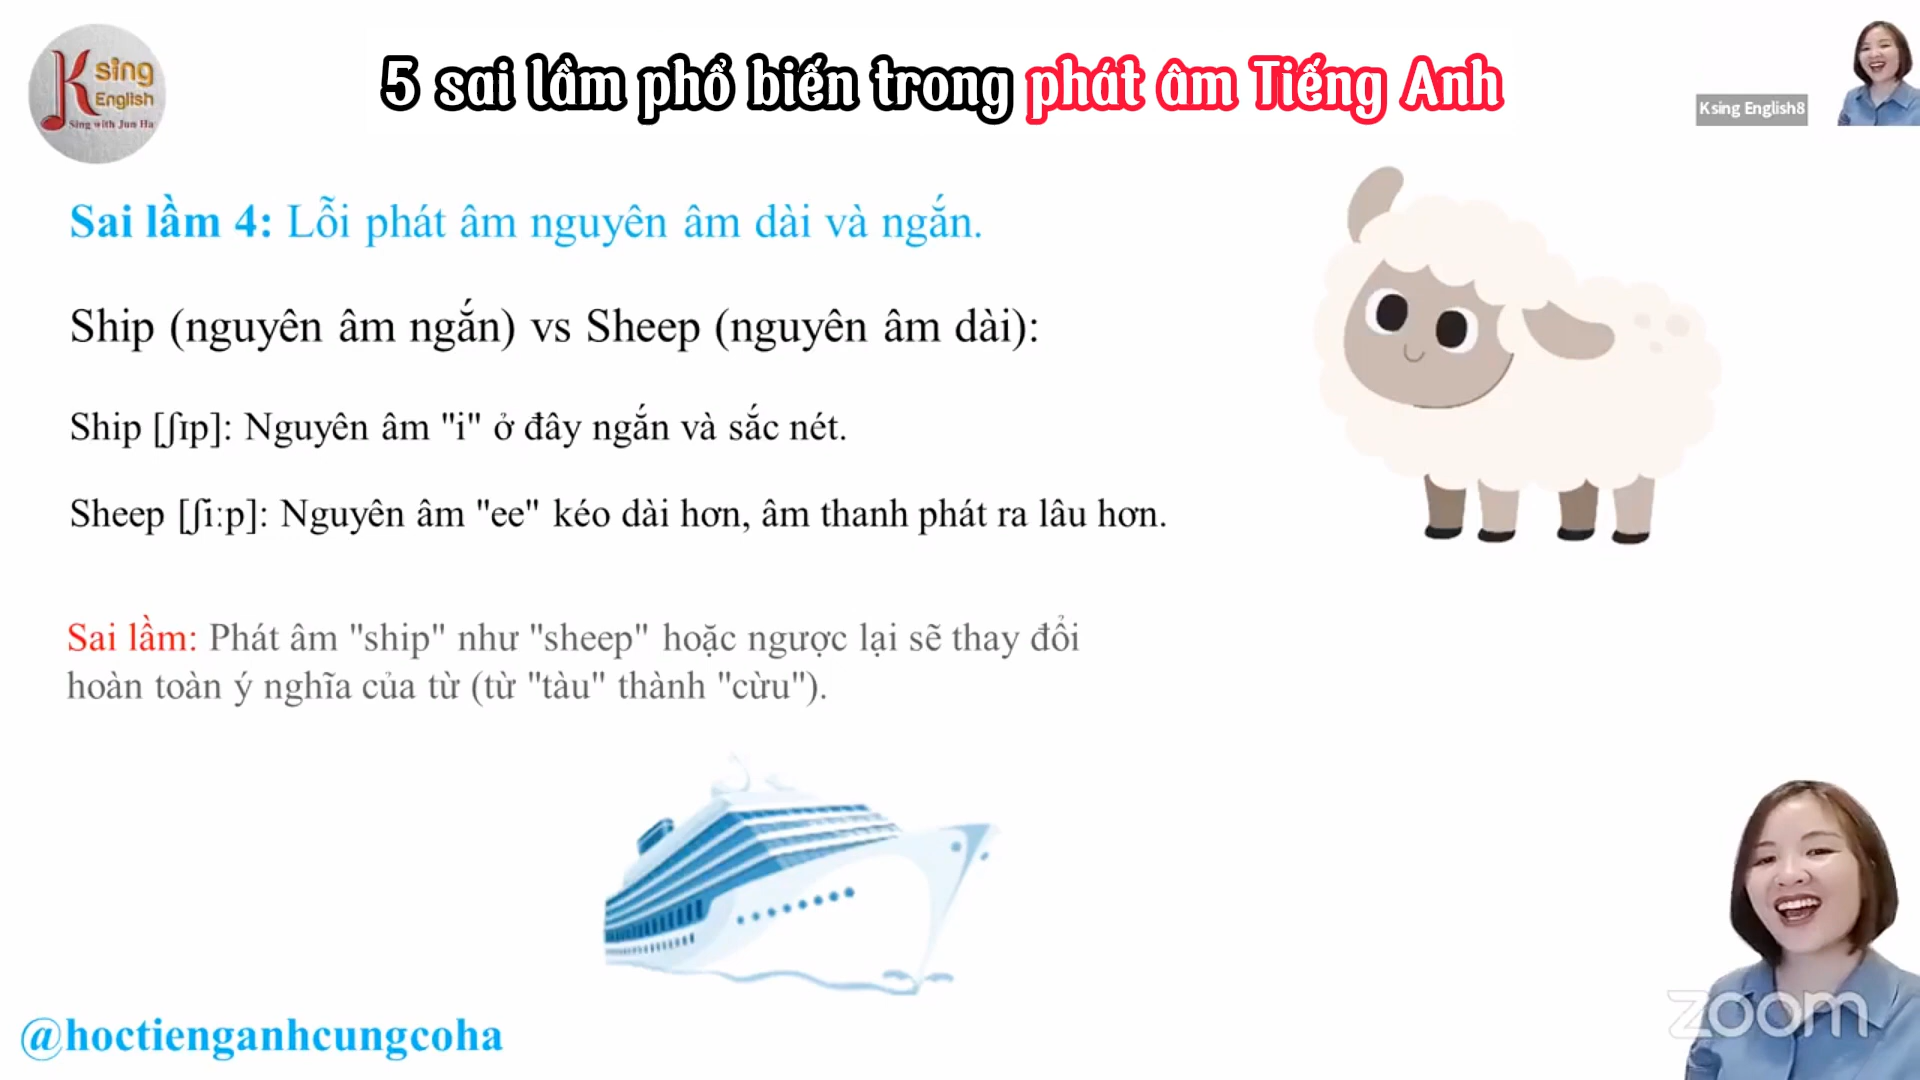 Ksing
English
Sing with Jun Ha
5 sai lầm phổ biến trong phát âm Tiếng Anh
Ksing English8
Sai lầm 4: Lỗi phát âm nguyên âm dài và ngắn.
Ship (nguyên âm ngắn) vs Sheep (nguyên âm dài):
Ship [ʃɪp]: Nguyên âm "i" ở đây ngắn và sắc nét.
Sheep [ʃiːp]: Nguyên âm "ee" kéo dài hơn, âm thanh phát ra lâu hơn.
Sai lầm: Phát âm "ship" như "sheep" hoặc ngược lại sẽ thay đổi
hoàn toàn ý nghĩa của từ (từ "tàu" thành "cừu").
zoom
@hoctienganhcungcoha